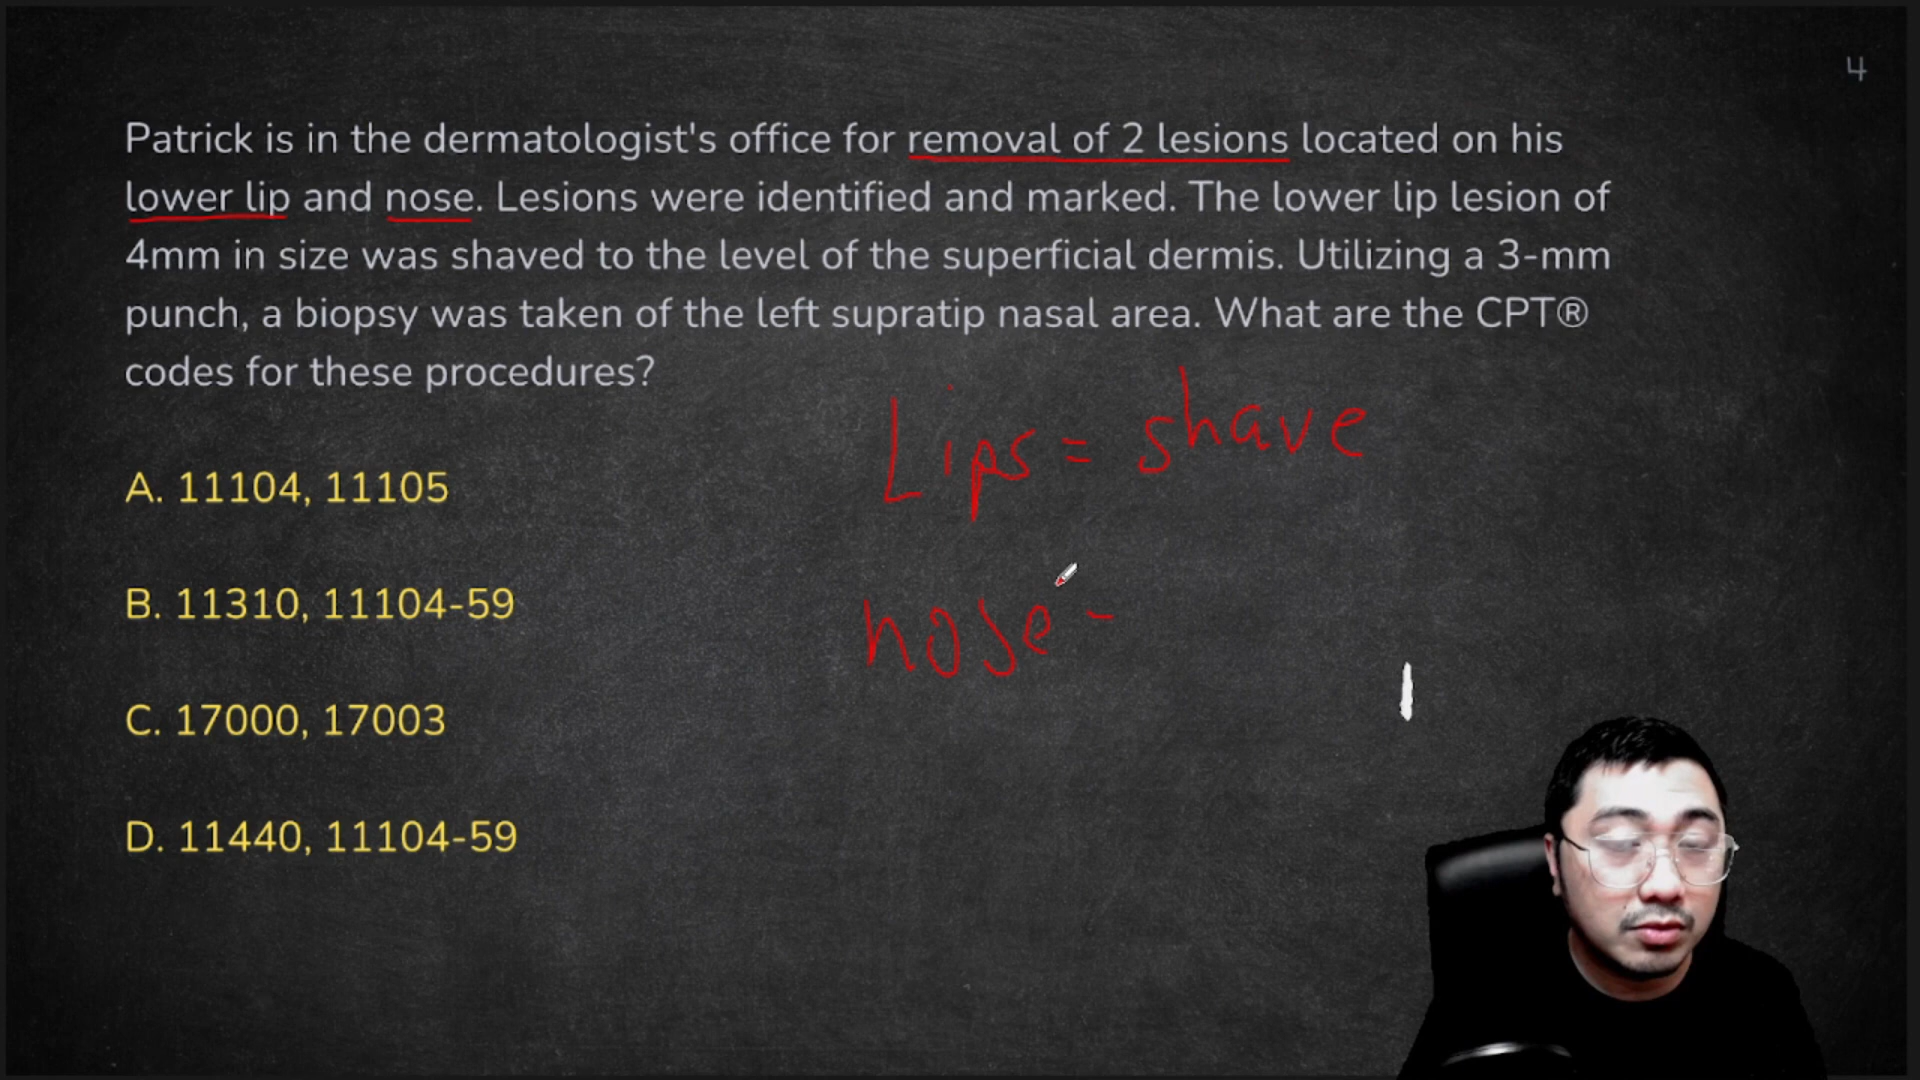 4
Patrick is in the dermatologist's office for removal of 2 lesions located on his
lower lip and nose. Lesions were identified and marked. The lower lip lesion of
4mm in size was shaved to the level of the superficial dermis. Utilizing a 3-mm
punch, a biopsy was taken of the left supratip nasal area. What are the CPT®
codes for these procedures?
Lips = shave
A. 11104, 11105
B. 11310, 11104-59
nose -
C. 17000, 17003
D. 11440, 11104-59